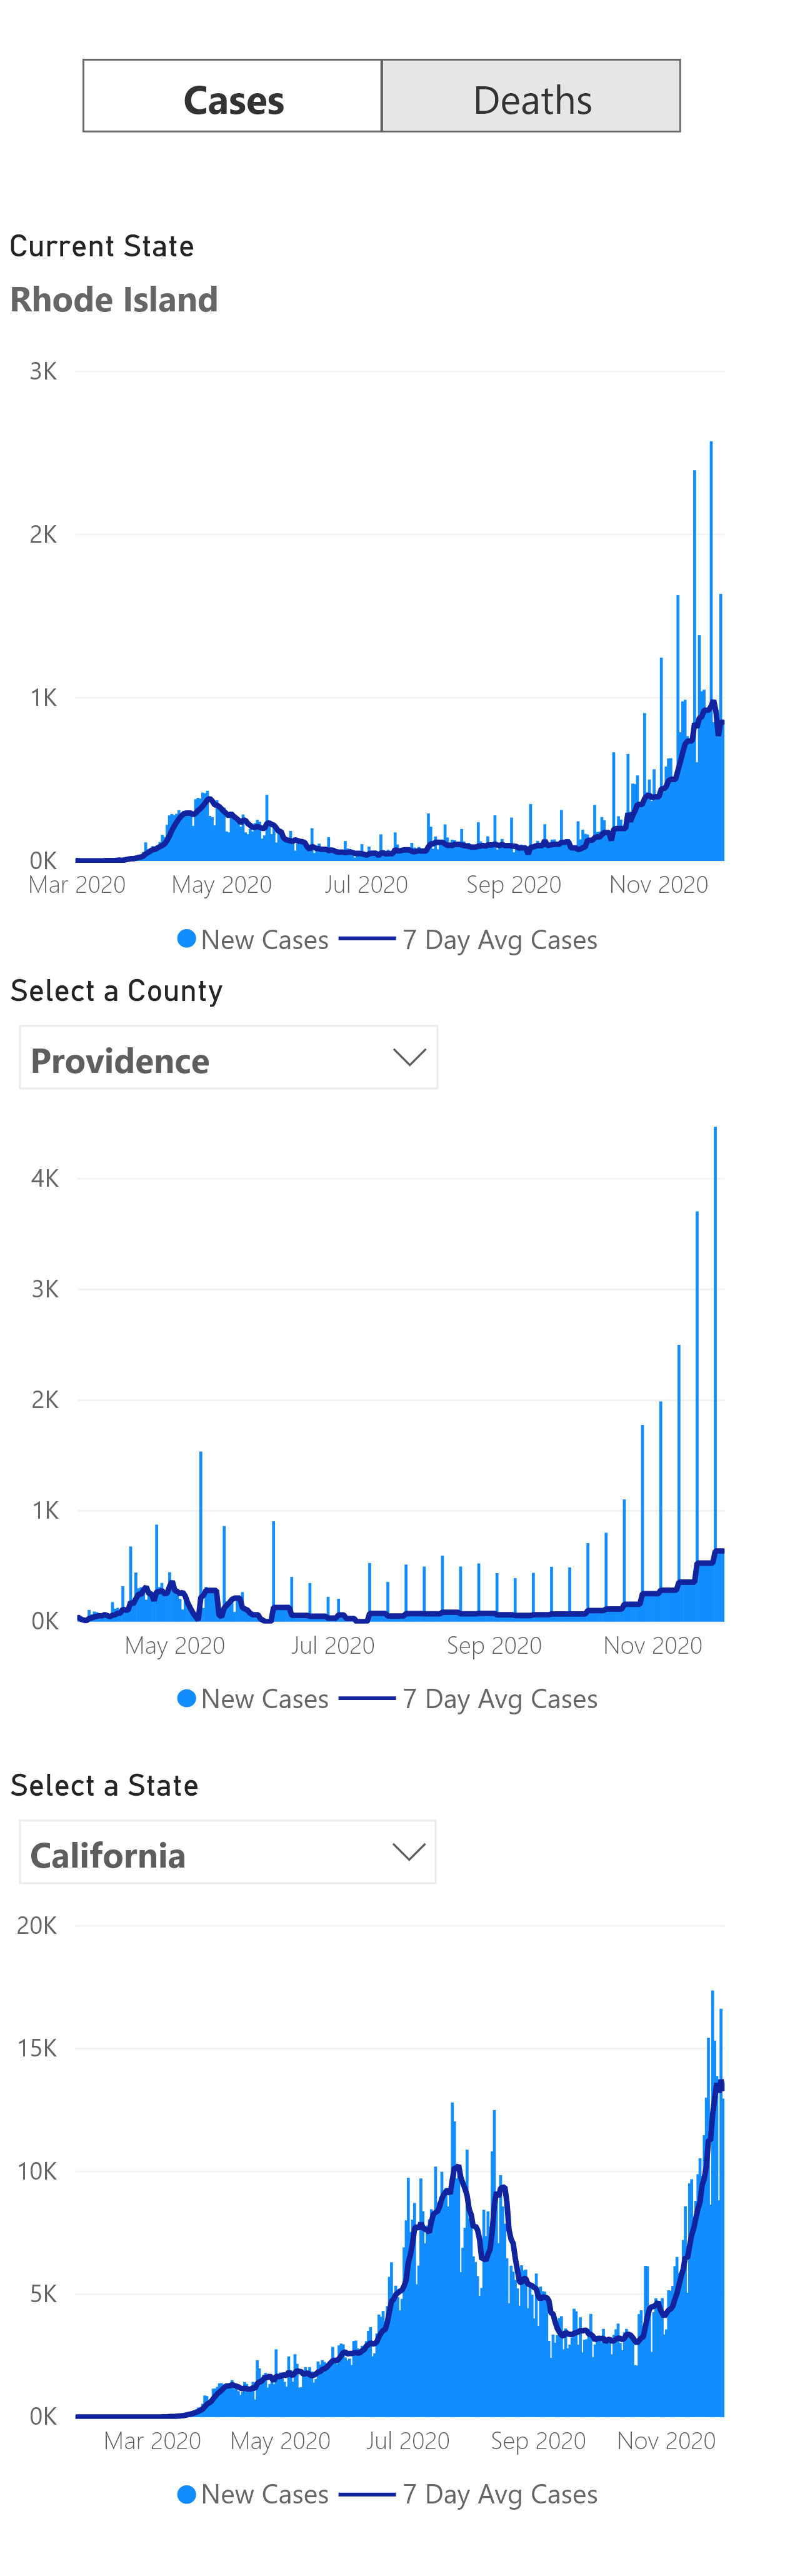 Cases Deaths
Current State
Rhode Island
3K
2K
1K
0K
Mar 2020 May 2020 Jul 2020 Sep 2020 Nov 2020
New Cases 7 Day Avg Cases
Select a County
Providence
4K
3K
2K
1K
0K
May 2020 Jul 2020 Sep 2020 Nov 2020
New Cases 7 Day Avg Cases
Select a State
California
20K
15K
10K
5K
0K
Mar 2020 May 2020 Jul 2020 Sep 2020 Nov 2020
New Cases 7 Day Avg Cases